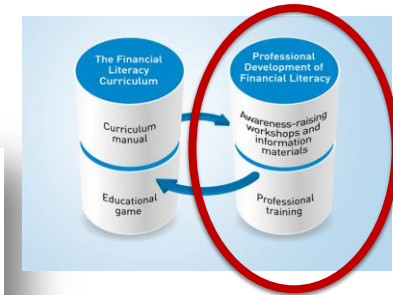 The Financial
Literacy
Curriculum
Curriculum
manual
Educational
game
Professional
Development of
Financial Literacy
Awareness-raising
workshops and
information
materials
Professional
training